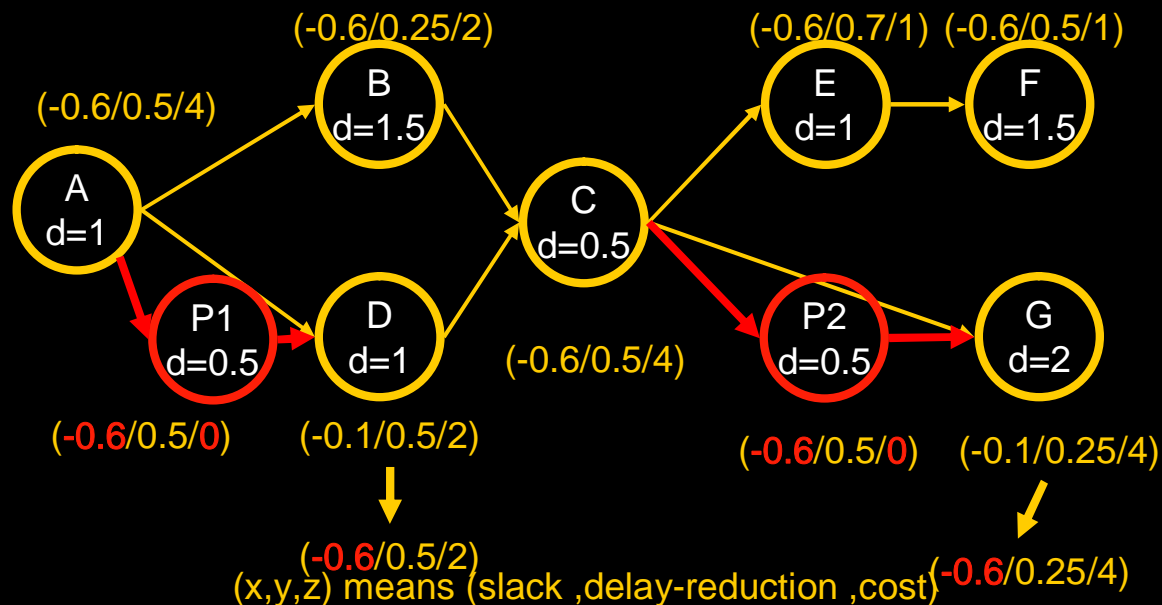 (-0.6/0.25/2)
(-0.6/0.7/1)
(-0.6/0.5/1)
(-0.6/0.5/4)
B
d=1.5
E
d=1
F
d=1.5
A
d=1
C
d=0.5
P1
d=0.5
D
d=1
P2
d=0.5
G
d=2
(-0.6/0.5/4)
(-0.6/0.5/0)
(-0.1/0.5/2)
(-0.6/0.5/0)
(-0.1/0.25/4)
(-0.6/0.5/2)
(-0.6/0.25/4)
(x,y,z) means (slack ,delay-reduction ,cost)